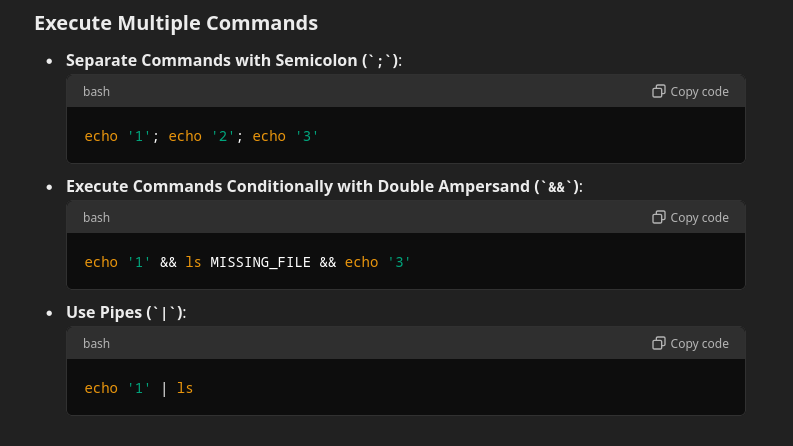 Execute Multiple Commands
• Separate Commands with Semicolon (`;`):
bash Copy code
echo '1'; echo '2'; echo '3'
• Execute Commands Conditionally with Double Ampersand (`&&`):
bash Copy code
echo '1' && ls MISSING_FILE && echo '3'
• Use Pipes (`|`):
bash Copy code
echo '1' | ls